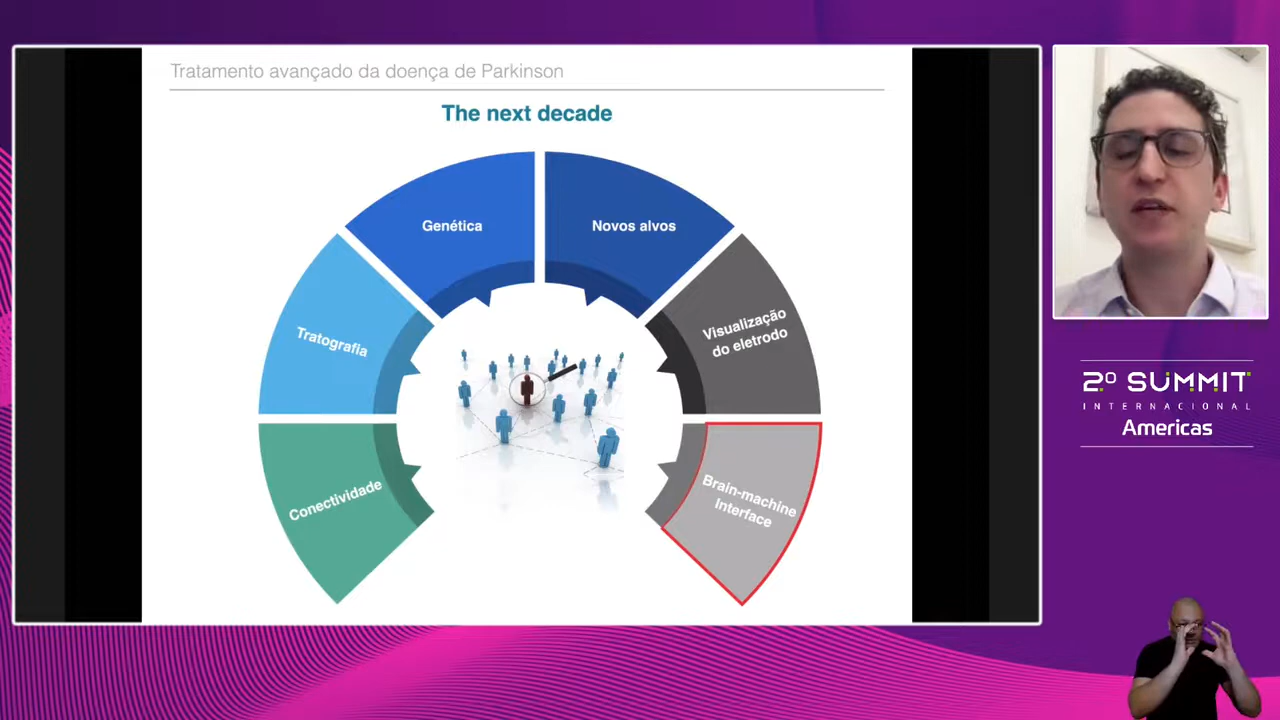 Tratamento avançado da doença de Parkinson
The next decade
Genética
Novos alvos
Tratografia
Visualização
do eletrodo
Conectividade
Brain-machine
Interface
2º SUMMIT
INTERNACIONAL
Americas